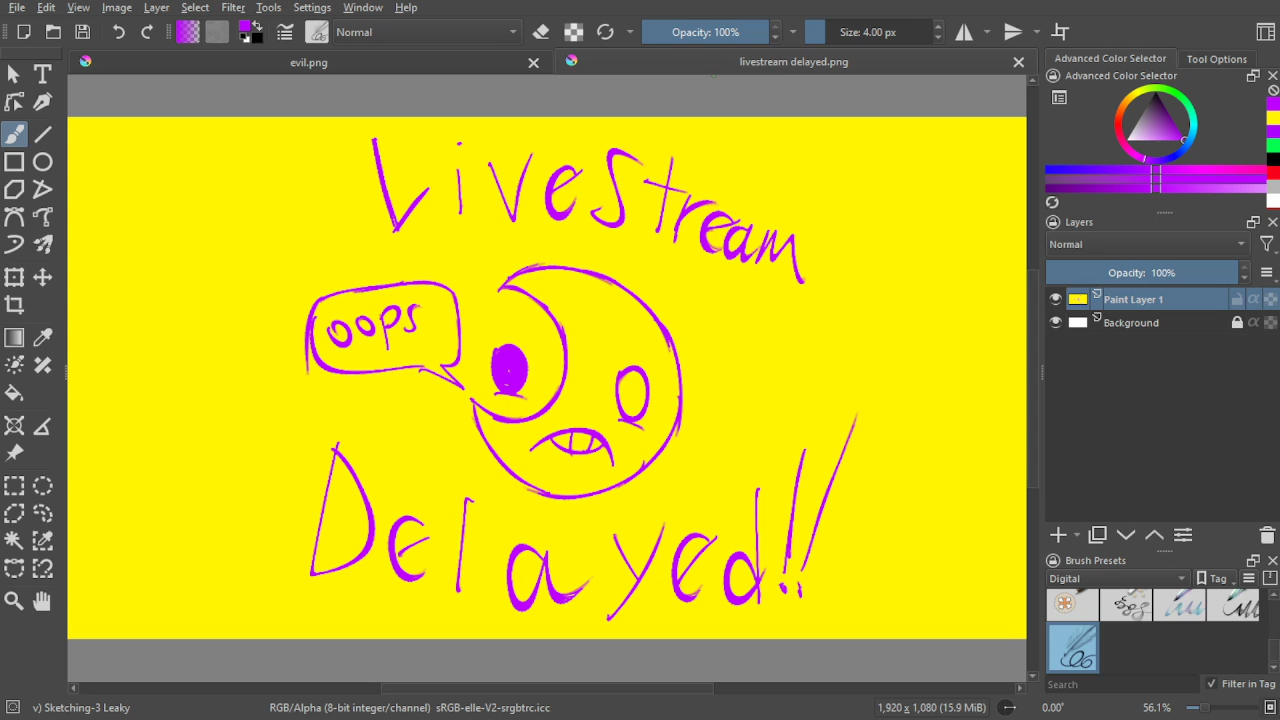 File Edit View Image Layer Select Filter Tools Settings Window Help
Normal Opacity: 100% Size: 4.00 px
evil.png livestream delayed.png
Advanced Color Selector Tool Options
Advanced Color Selector
Livestream
oops
Delayed!!
Layers
Normal
Opacity: 100%
Paint Layer 1
Background
Brush Presets
Digital Tag
Search Filter in Tag
v) Sketching-3 Leaky RGB/Alpha (8-bit integer/channel) sRGB-elle-V2-srgbtrc.icc 1,920 x 1,080 (15.9 MiB) 0.00° 56.1%